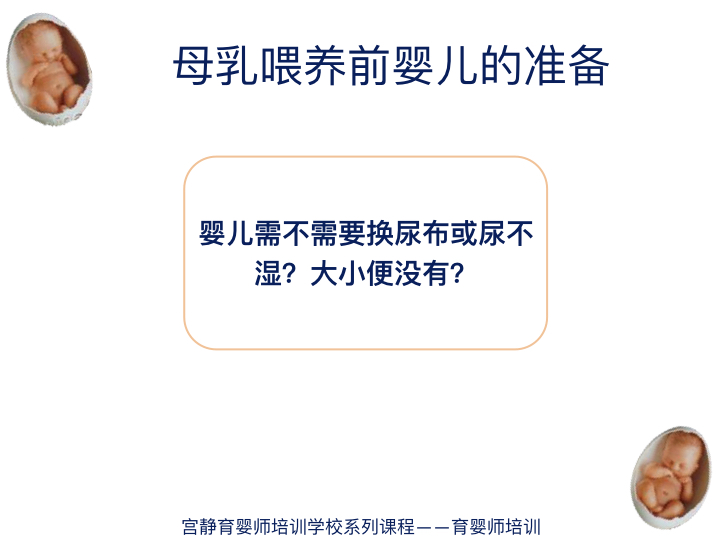 母乳喂养前婴儿的准备
婴儿需不需要换尿布或尿不
湿？大小便没有？
宫静育婴师培训学校系列课程——育婴师培训